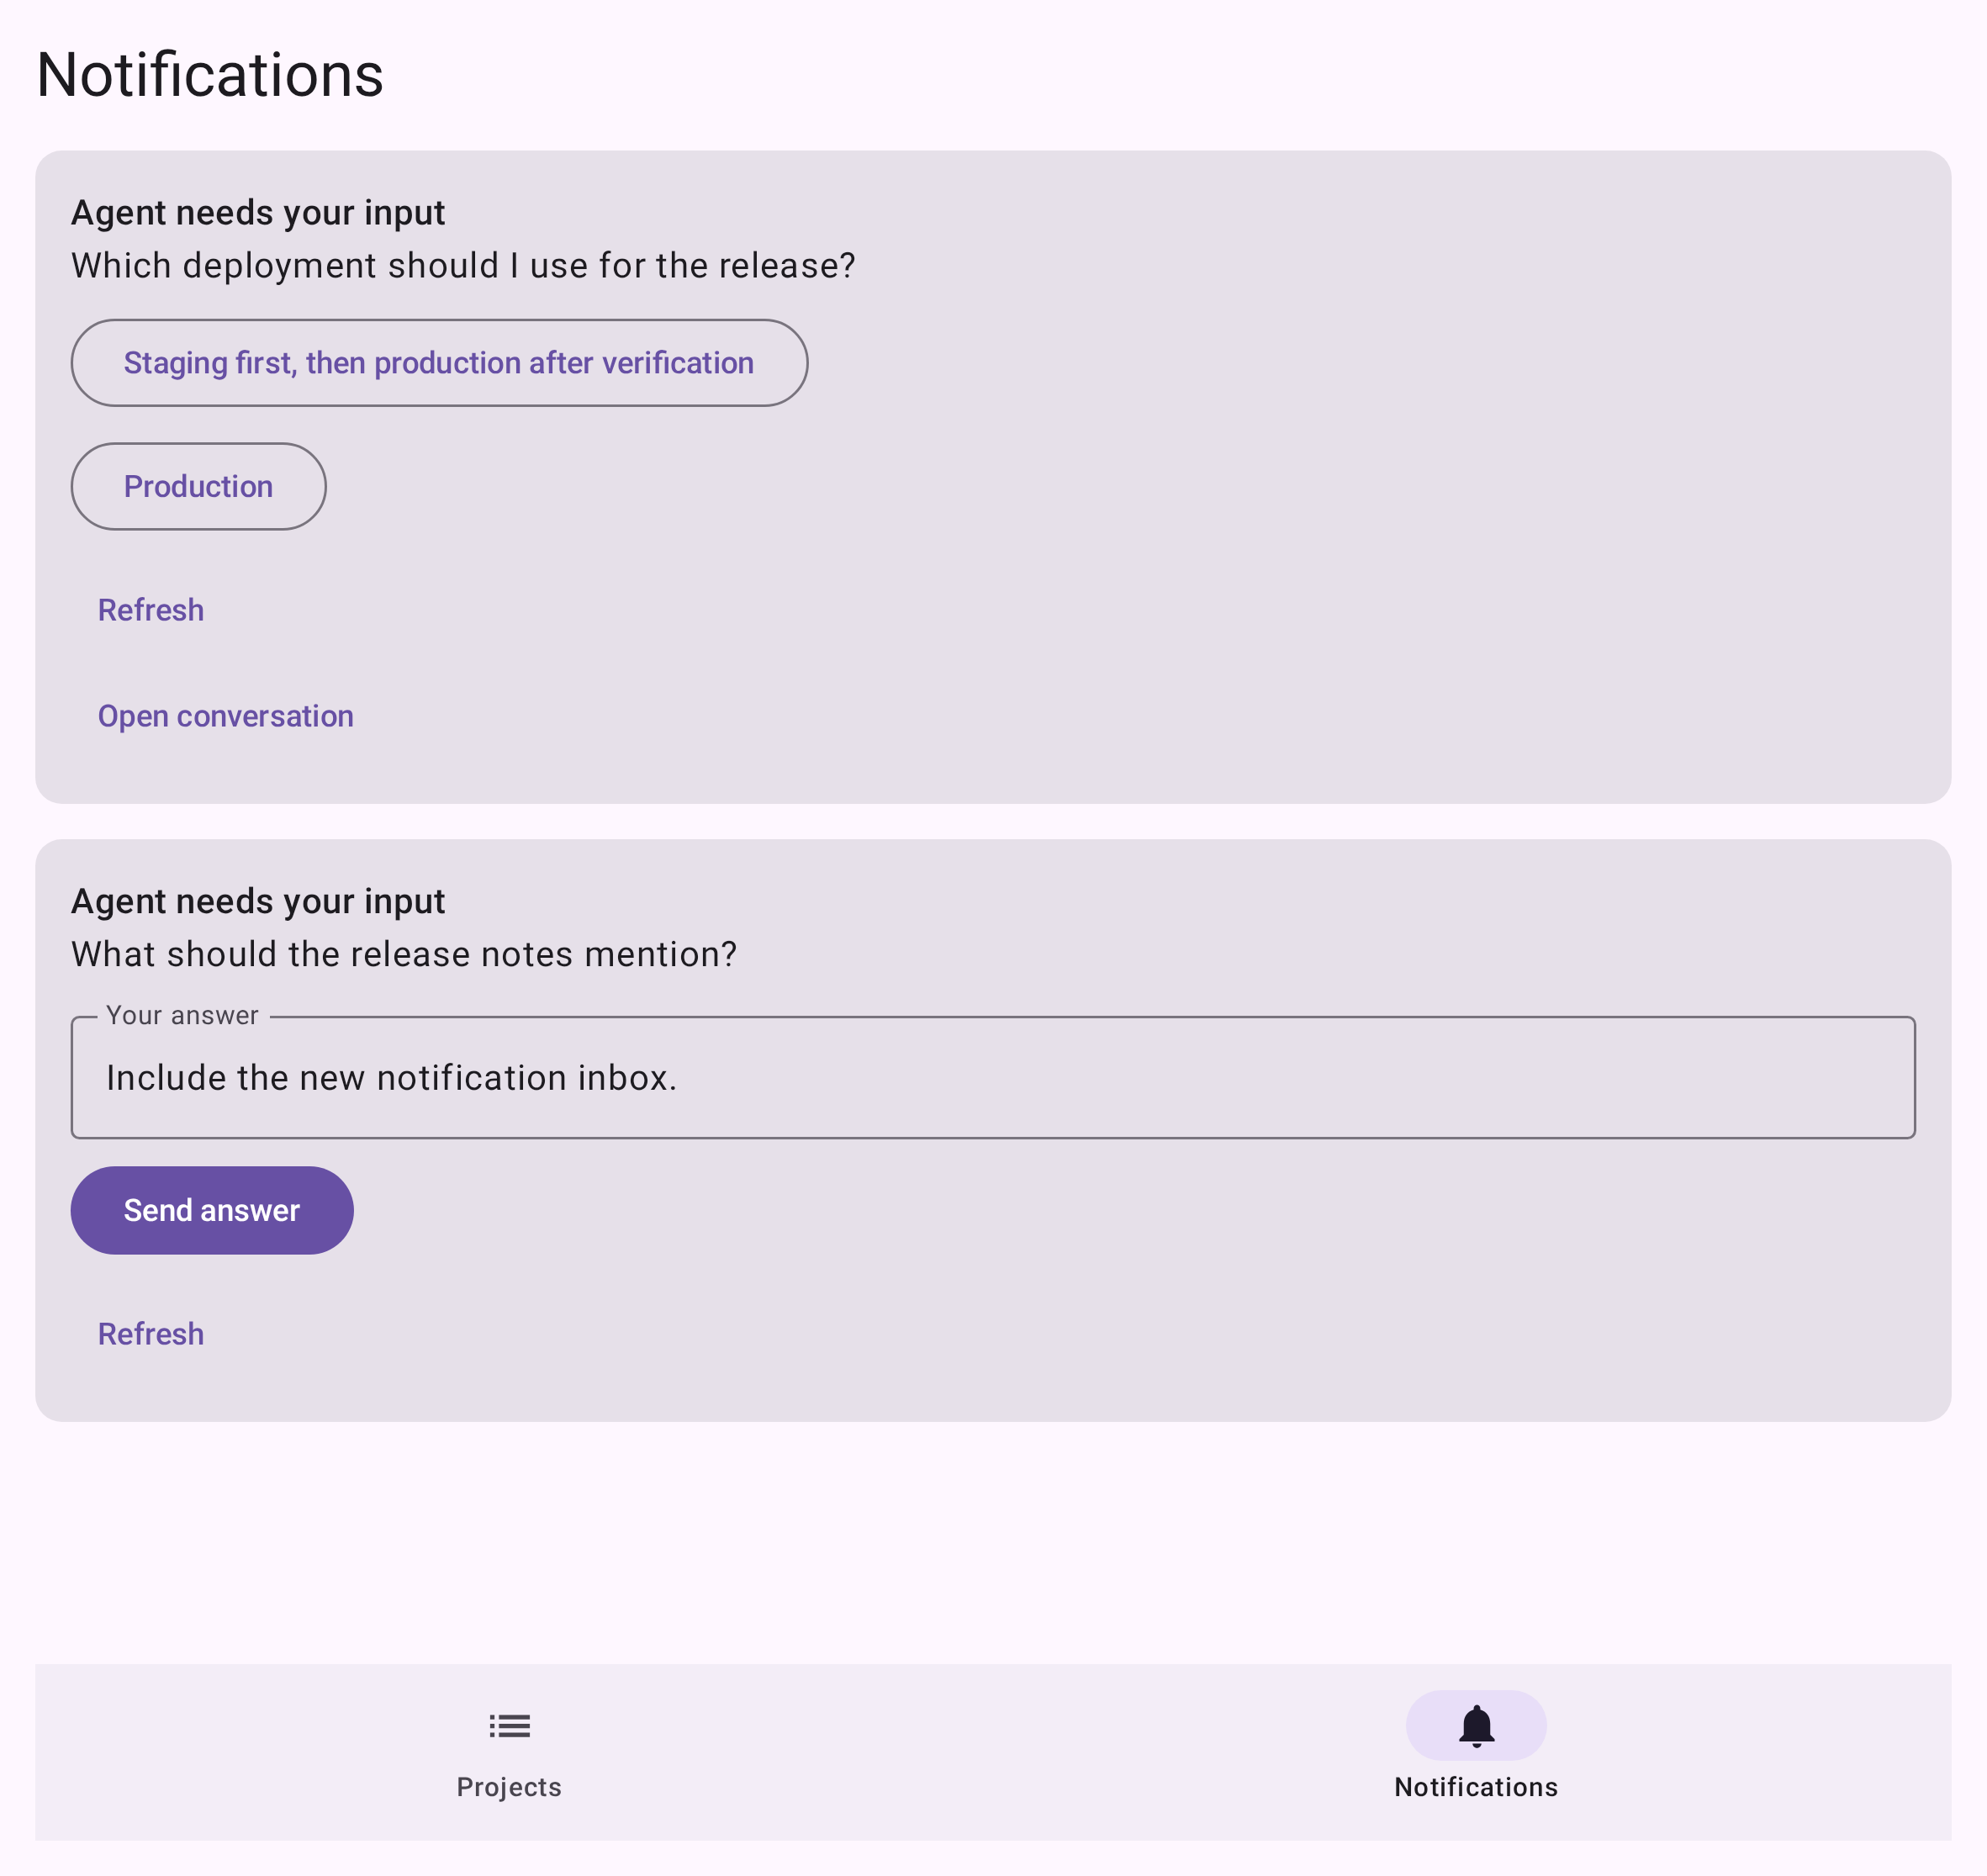 Notifications
Agent needs your input
Which deployment should I use for the release?
Staging first, then production after verification
Production
Refresh
Open conversation
Agent needs your input
What should the release notes mention?
Your answer
Include the new notification inbox.
Send answer
Refresh
Projects
Notifications